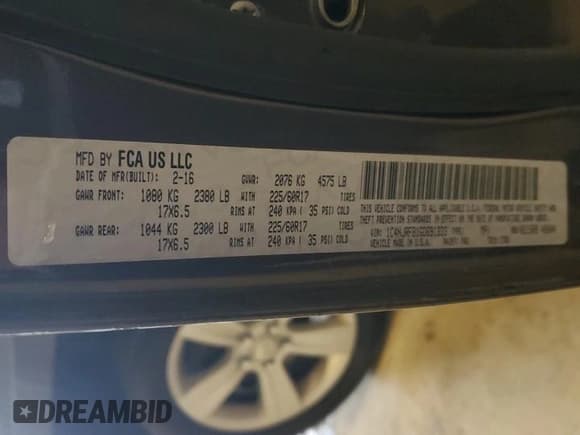 MFD BY FCA US LLC
DATE OF MFR(BUILT): 2-16 GVWR: 2076 KG 4575 LB
GAWR FRONT: 1080 KG 2380 LB 225/60R17
17X6.5 RIMS AT 240 KPA ( 35 PSI) COLD
GAWR REAR: 1044 KG 2300 LB 225/60R17
17X6.5 RIMS AT 240 KPA ( 35 PSI) COLD
THIS VEHICLE CONFORMS TO ALL APPLICABLE U.S.A. FEDERAL MOTOR VEHICLE SAFETY AND
THEFT PREVENTION STANDARDS IN EFFECT ON THE DATE OF MANUFACTURE SHOWN ABOVE.
VIN: TYPE: MPV
VEHICLE MADE IN U.S.A. PAINT:
DREAMBID